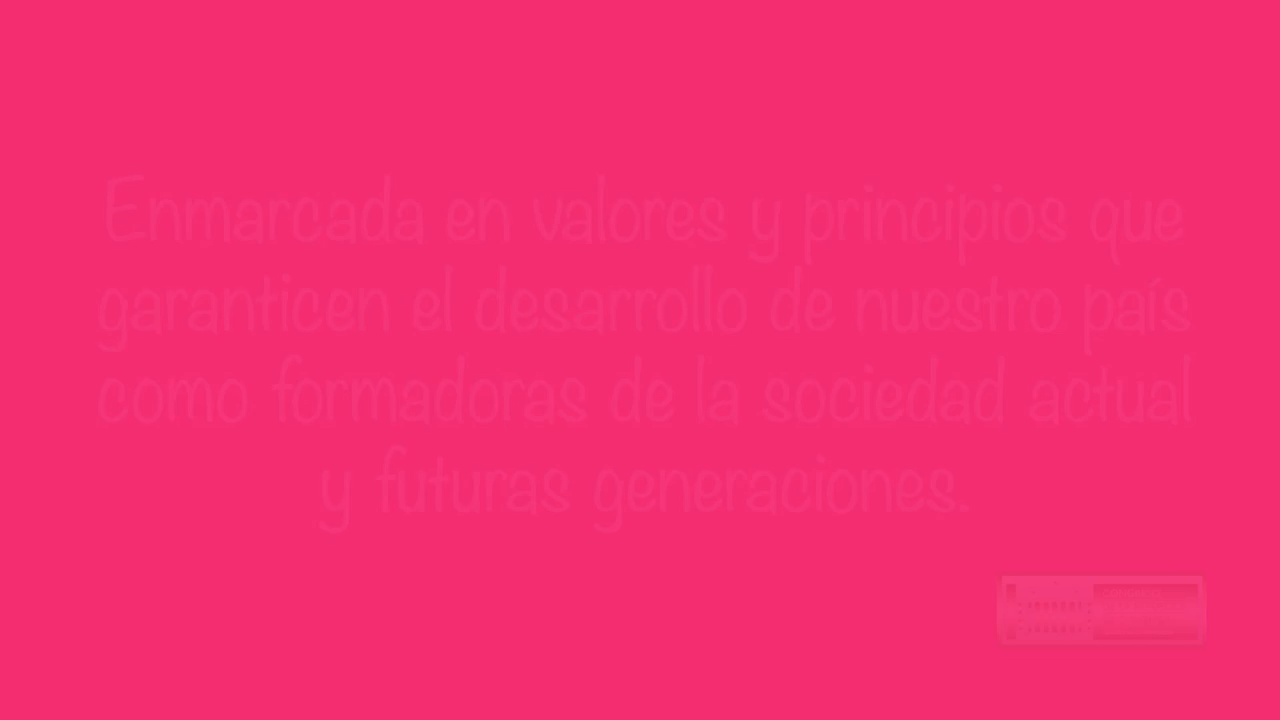 Enmarcada en valores y principios que
garanticen el desarrollo de nuestro país
como formadoras de la sociedad actual
y futuras generaciones.